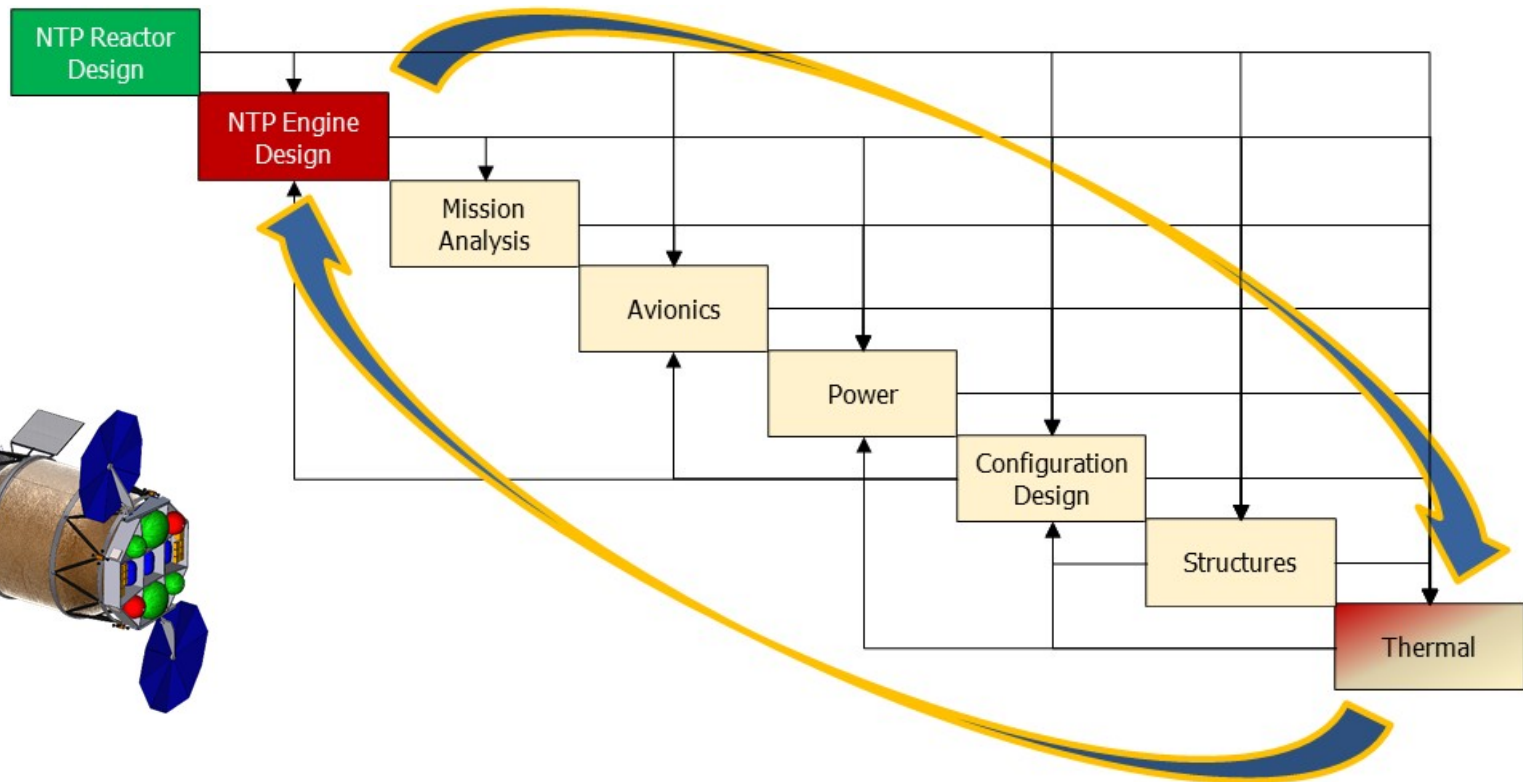 NTP Reactor
Design
NTP Engine
Design
Mission
Analysis
Avionics
Power
Configuration
Design
Structures
Thermal